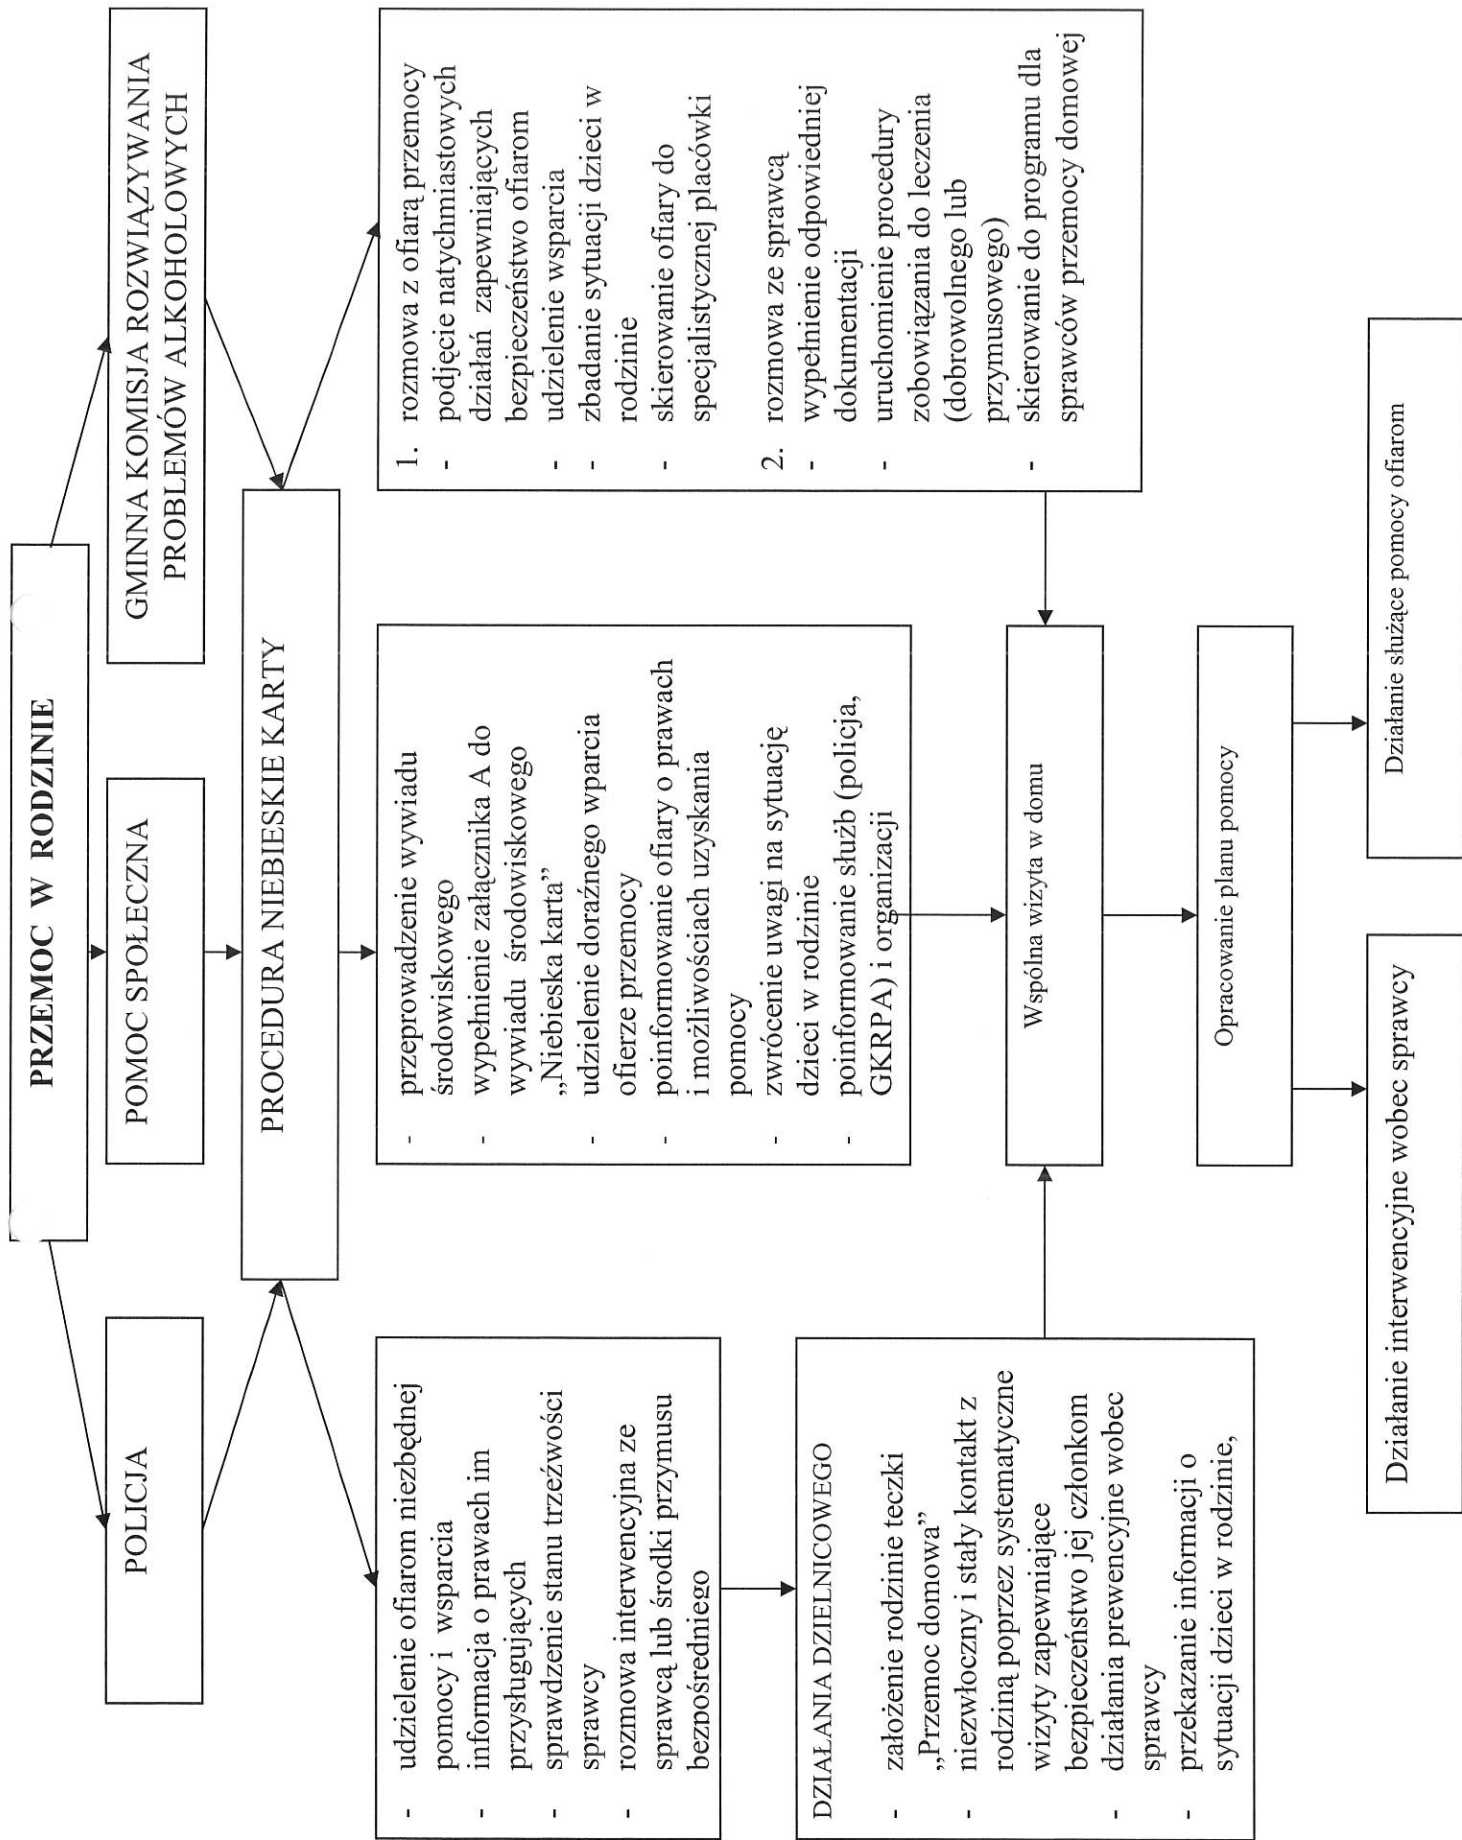 PRZEMOC W RODZINIE
POLICJA
POMOC SPOŁECZNA
GMINNA KOMISJA ROZWIĄZYWANIA
PROBLEMÓW ALKOHOLOWYCH
PROCEDURA NIEBIESKIE KARTY
- udzielenie ofiarom niezbędnej
pomocy i wsparcia
- informacja o prawach im
przysługujących
- sprawdzenie stanu trzeźwości
sprawcy
- rozmowa interwencyjna ze
sprawcą lub środki przymusu
bezpośredniego
DZIAŁANIA DZIELNICOWEGO
- założenie rodzinie teczki
„Przemoc domowa”
- niezwłoczny i stały kontakt z
rodziną poprzez systematyczne
wizyty zapewniające
bezpieczeństwo jej członkom
- działania prewencyjne wobec
sprawcy
- przekazanie informacji o
sytuacji dzieci w rodzinie,
- przeprowadzenie wywiadu
środowiskowego
- wypełnienie załącznika A do
wywiadu środowiskowego
„Niebieska karta”
- udzielenie doraźnego wparcia
ofierze przemocy
- poinformowanie ofiary o prawach
i możliwościach uzyskania
pomocy
- zwrócenie uwagi na sytuację
dzieci w rodzinie
- poinformowanie służb (policja,
GKRPA) i organizacji
1. rozmowa z ofiarą przemocy
- podjęcie natychmiastowych
działań zapewniających
bezpieczeństwo ofiarom
- udzielenie wsparcia
- zbadanie sytuacji dzieci w
rodzinie
- skierowanie ofiary do
specjalistycznej placówki
2. rozmowa ze sprawcą
- wypełnienie odpowiedniej
dokumentacji
- uruchomienie procedury
zobowiązania do leczenia
(dobrowolnego lub
przymusowego)
- skierowanie do programu dla
sprawców przemocy domowej
Wspólna wizyta w domu
Opracowanie planu pomocy
Działanie interwencyjne wobec sprawcy
Działanie służące pomocy ofiarom